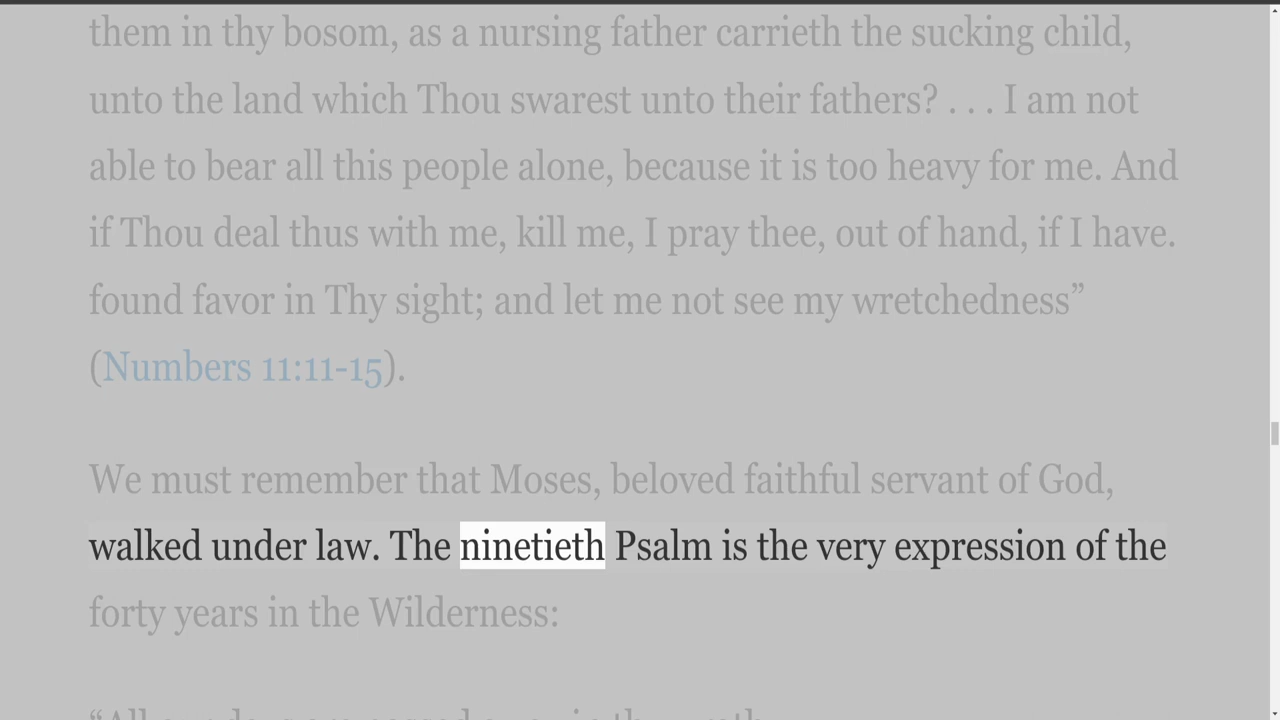 them in thy bosom, as a nursing father carrieth the sucking child,
unto the land which Thou swarest unto their fathers? . . . I am not
able to bear all this people alone, because it is too heavy for me. And
if Thou deal thus with me, kill me, I pray thee, out of hand, if I have.
found favor in Thy sight; and let me not see my wretchedness”
(Numbers 11:11-15).
We must remember that Moses, beloved faithful servant of God,
walked under law. The ninetieth Psalm is the very expression of the
forty years in the Wilderness: